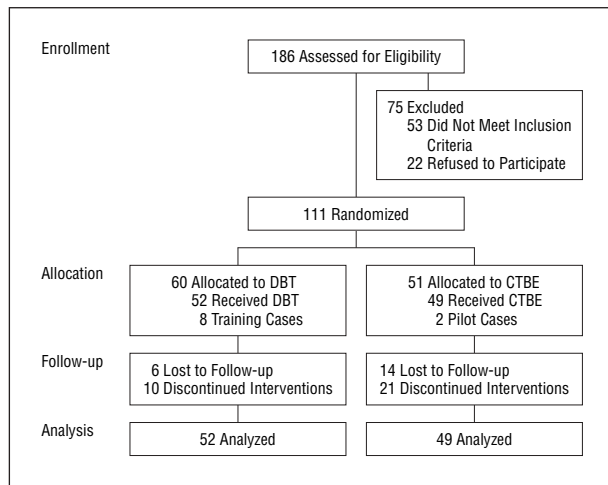 Enrollment
186 Assessed for Eligibility
75 Excluded
53 Did Not Meet Inclusion
Criteria
22 Refused to Participate
111 Randomized
Allocation
60 Allocated to DBT
52 Received DBT
8 Training Cases
51 Allocated to CTBE
49 Received CTBE
2 Pilot Cases
Follow-up
6 Lost to Follow-up
10 Discontinued Interventions
14 Lost to Follow-up
21 Discontinued Interventions
Analysis
52 Analyzed
49 Analyzed